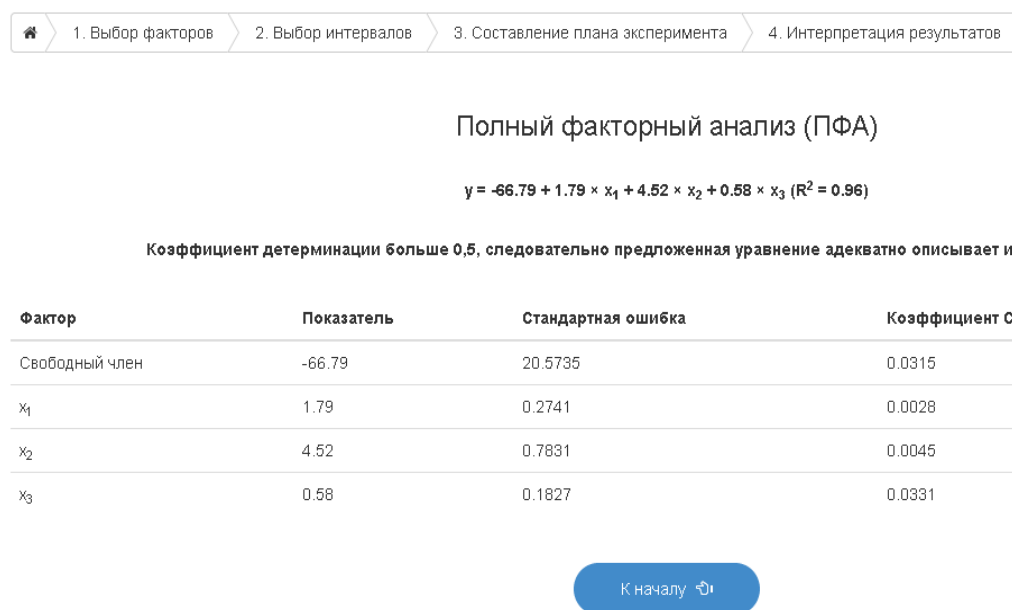 1. Выбор факторов 2. Выбор интервалов 3. Составление плана эксперимента 4. Интерпретация результатов
Полный факторный анализ (ПФА)
y = -66.79 + 1.79 × x₁ + 4.52 × x₂ + 0.58 × x₃ (R² = 0.96)
Коэффициент детерминации больше 0,5, следовательно предложенная уравнение адекватно описывает и
Фактор Показатель Стандартная ошибка Коэффициент С
Свободный член -66.79 20.5735 0.0315
x₁ 1.79 0.2741 0.0028
x₂ 4.52 0.7831 0.0045
x₃ 0.58 0.1827 0.0331
К началу